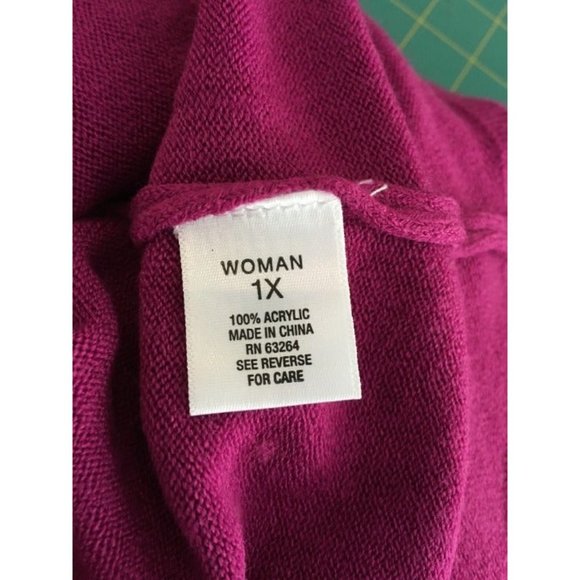 WOMAN
1X
100% ACRYLIC
MADE IN CHINA
RN 63264
SEE REVERSE
FOR CARE